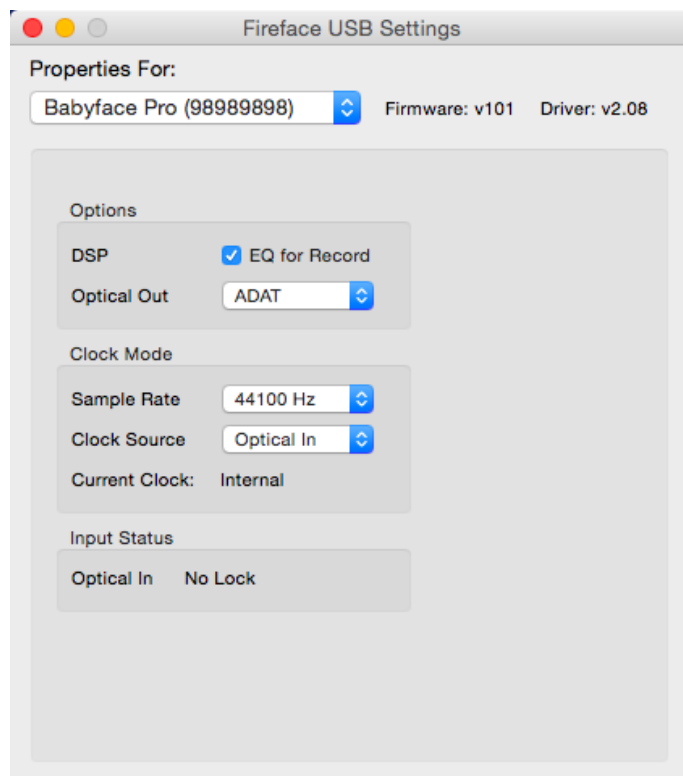 Fireface USB Settings
Properties For:
Babyface Pro (98989898) Firmware: v101 Driver: v2.08
Options
DSP EQ for Record
Optical Out ADAT
Clock Mode
Sample Rate 44100 Hz
Clock Source Optical In
Current Clock: Internal
Input Status
Optical In No Lock